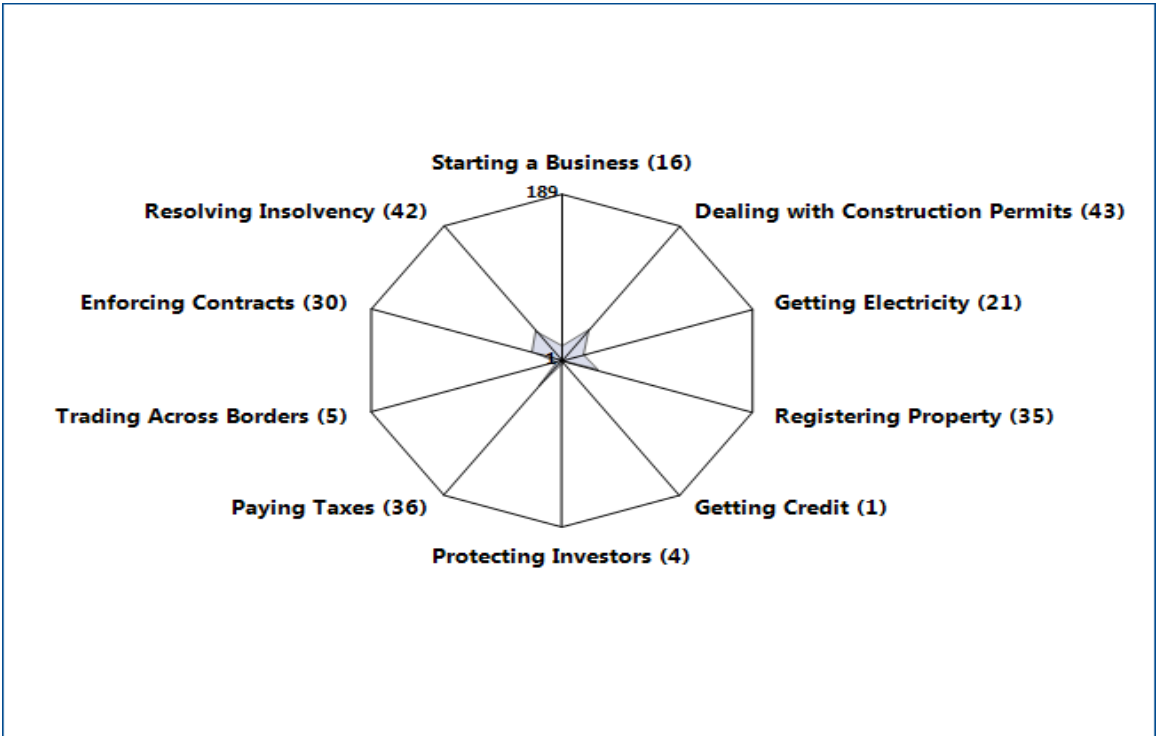 Starting a Business (16)
189
Resolving Insolvency (42)
Dealing with Construction Permits (43)
Enforcing Contracts (30)
Getting Electricity (21)
1
Trading Across Borders (5)
Registering Property (35)
Paying Taxes (36)
Getting Credit (1)
Protecting Investors (4)